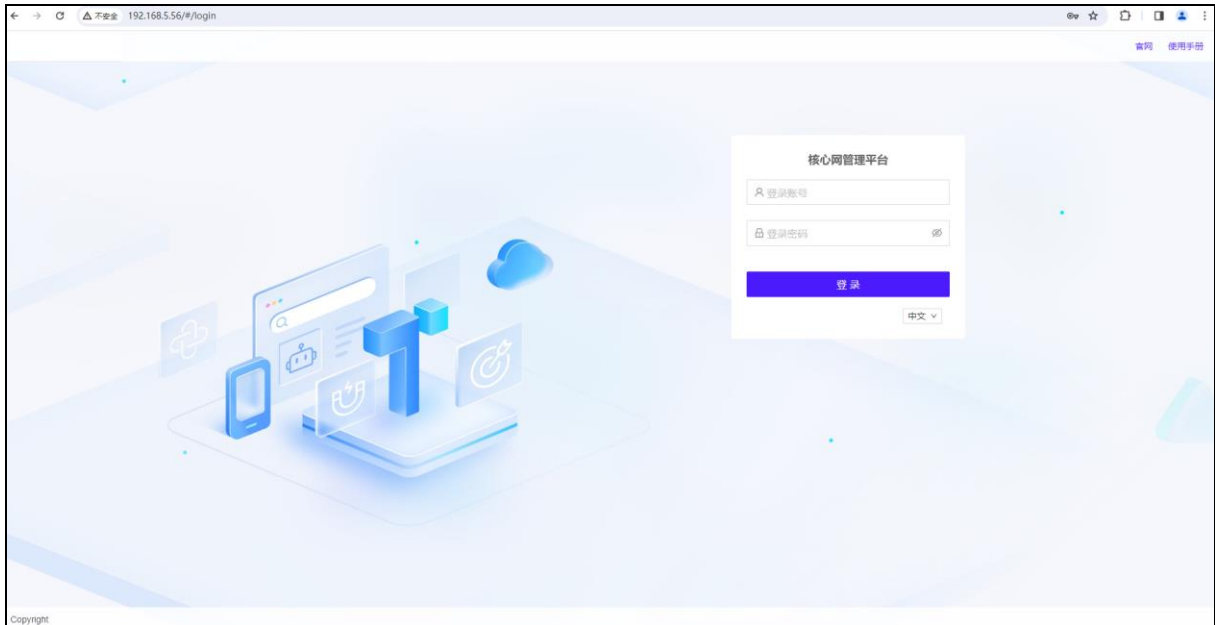 不安全 192.168.5.56/#/login
官网 使用手册
核心网管理平台
登录账号
登录密码
登 录
中文
Copyright